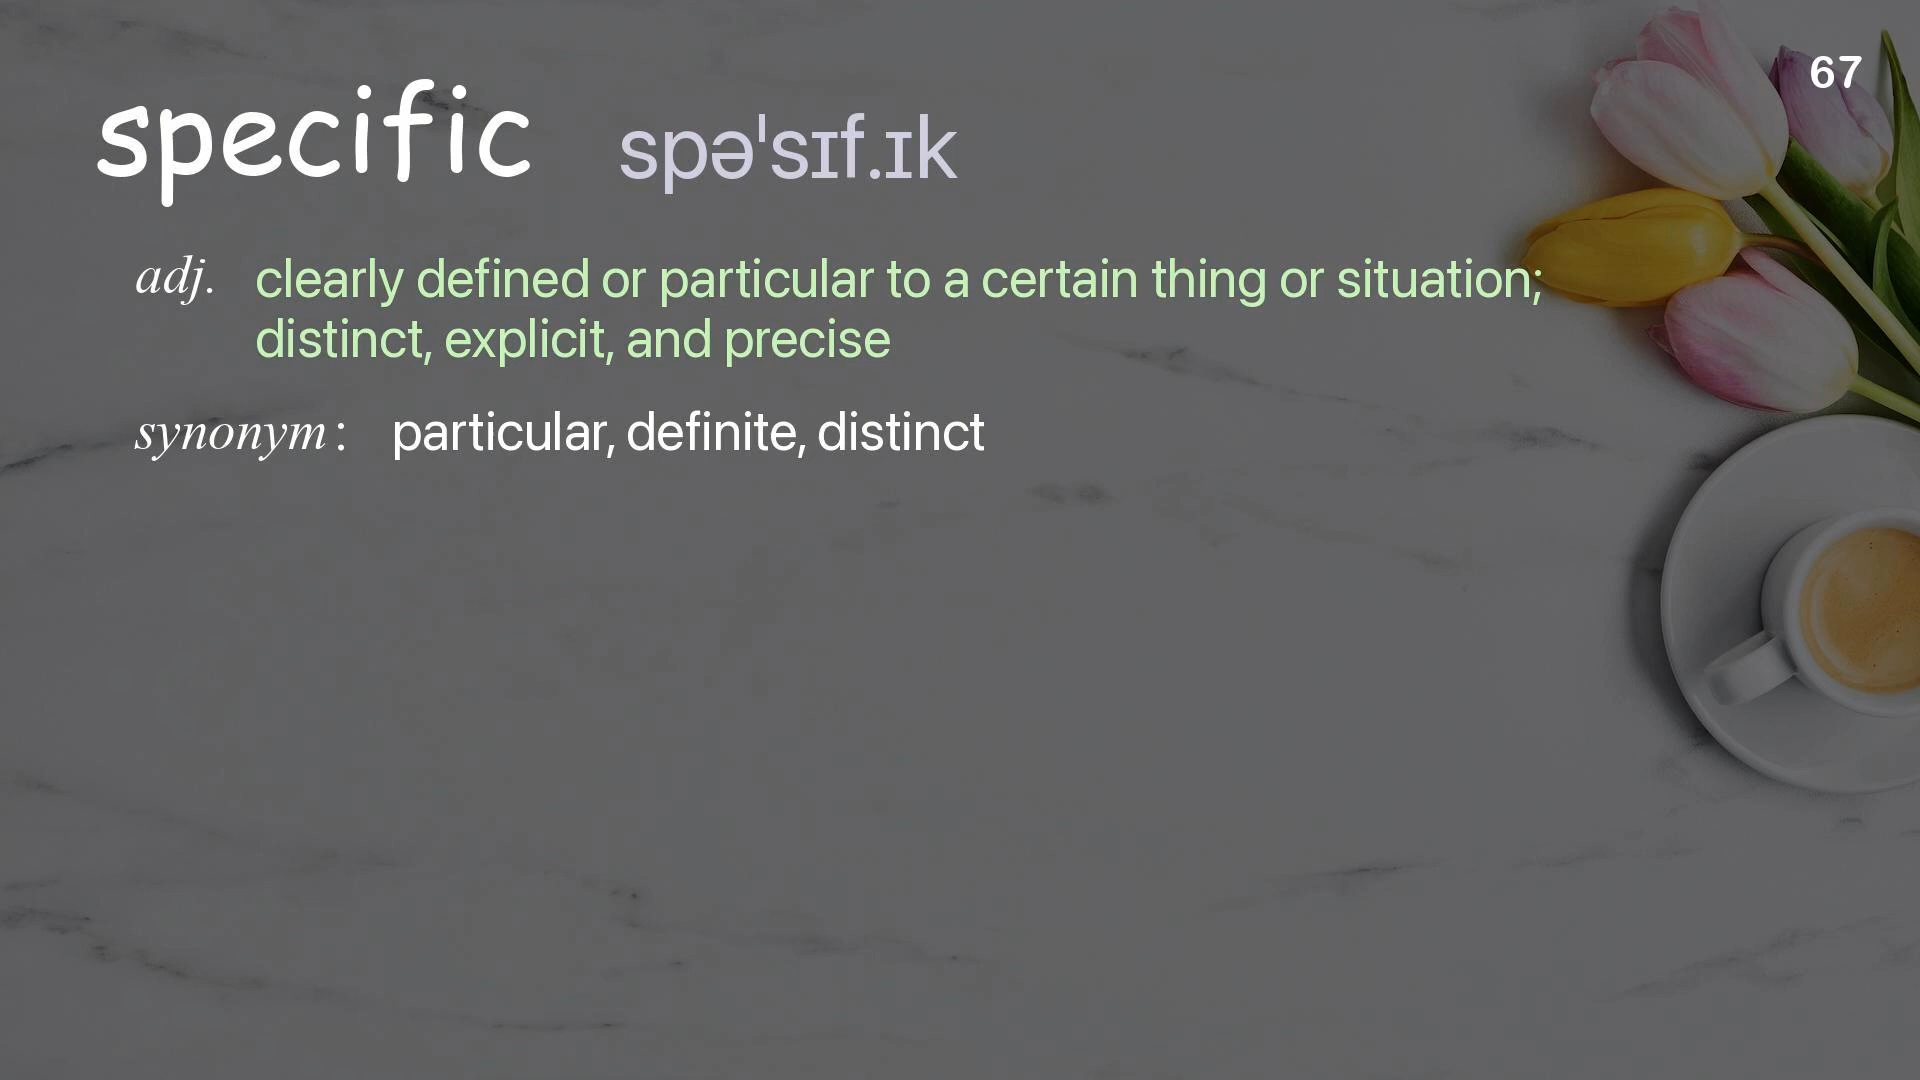 67
specific spəˈsɪf.ɪk
adj. clearly defined or particular to a certain thing or situation;
distinct, explicit, and precise
synonym: particular, definite, distinct